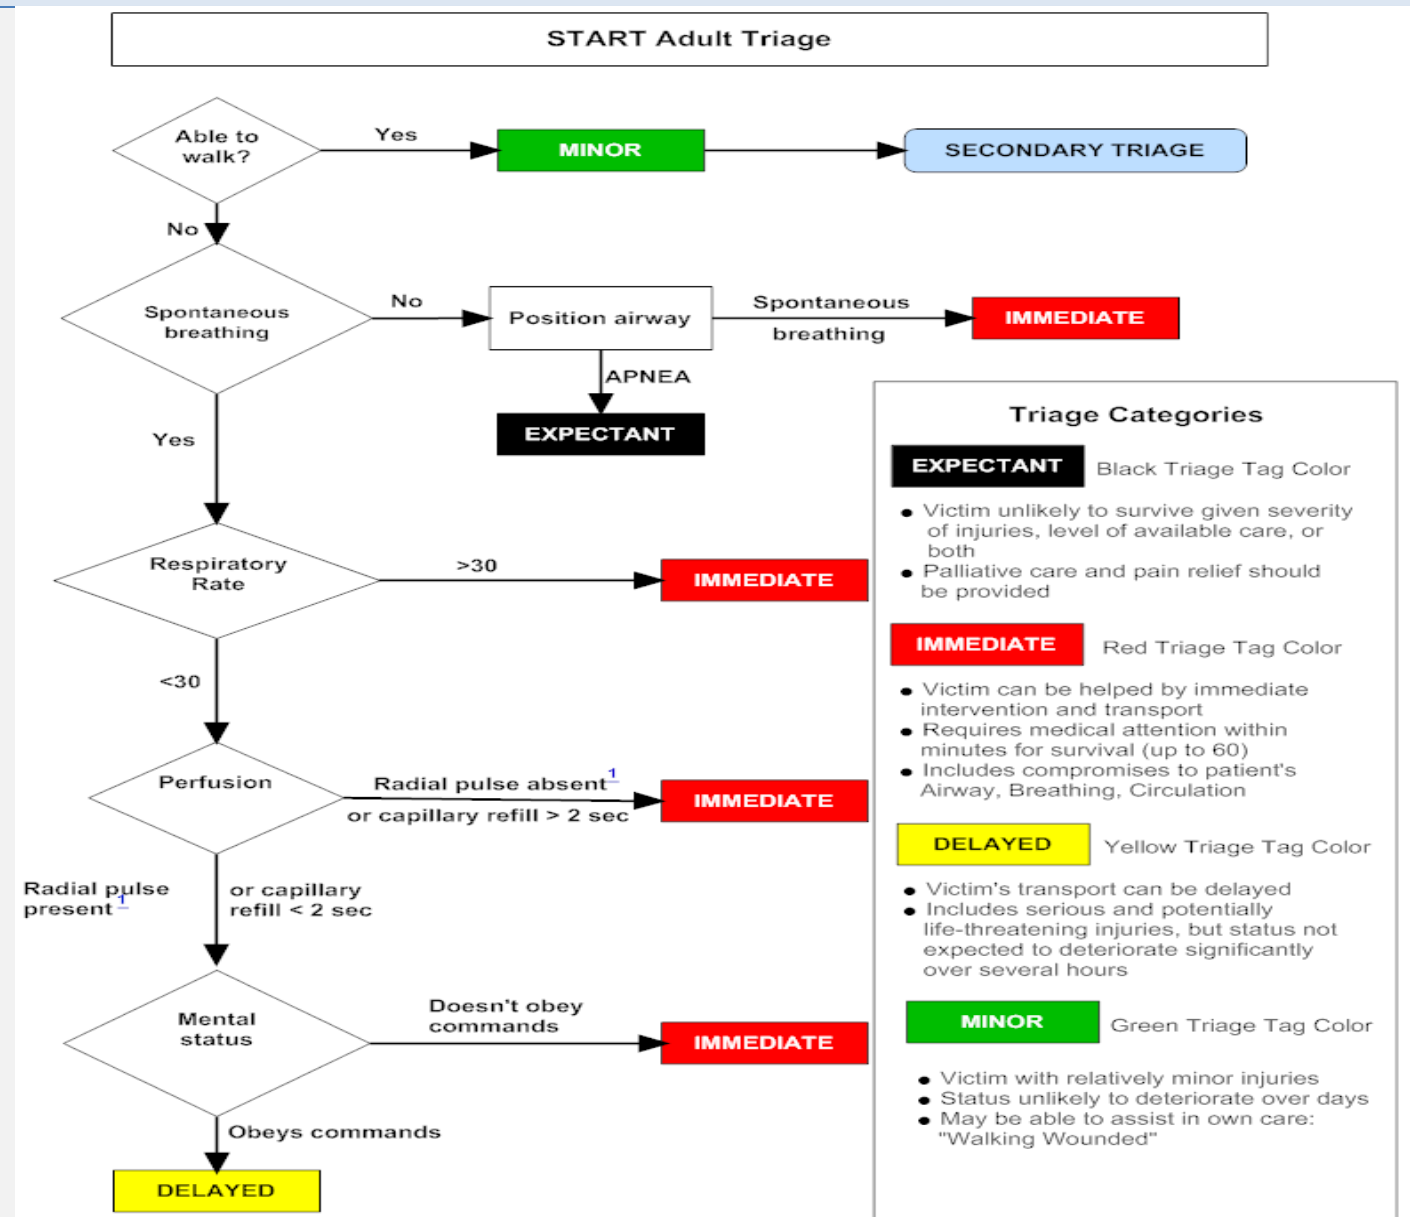 START Adult Triage
Able to
walk?
Yes
MINOR
SECONDARY TRIAGE
No
Spontaneous
breathing
No
Position airway
Spontaneous
breathing
IMMEDIATE
APNEA
EXPECTANT
Yes
Respiratory
Rate
>30
IMMEDIATE
<30
Perfusion
Radial pulse absent1
or capillary refill > 2 sec
IMMEDIATE
Radial pulse
present1
or capillary
refill < 2 sec
Mental
status
Doesn't obey
commands
IMMEDIATE
Obeys commands
DELAYED
Triage Categories
EXPECTANT Black Triage Tag Color
● Victim unlikely to survive given severity
of injuries, level of available care, or
both
● Palliative care and pain relief should
be provided
IMMEDIATE Red Triage Tag Color
● Victim can be helped by immediate
intervention and transport
● Requires medical attention within
minutes for survival (up to 60)
● Includes compromises to patient's
Airway, Breathing, Circulation
DELAYED Yellow Triage Tag Color
● Victim's transport can be delayed
● Includes serious and potentially
life-threatening injuries, but status not
expected to deteriorate significantly
over several hours
MINOR Green Triage Tag Color
● Victim with relatively minor injuries
● Status unlikely to deteriorate over days
● May be able to assist in own care:
"Walking Wounded"